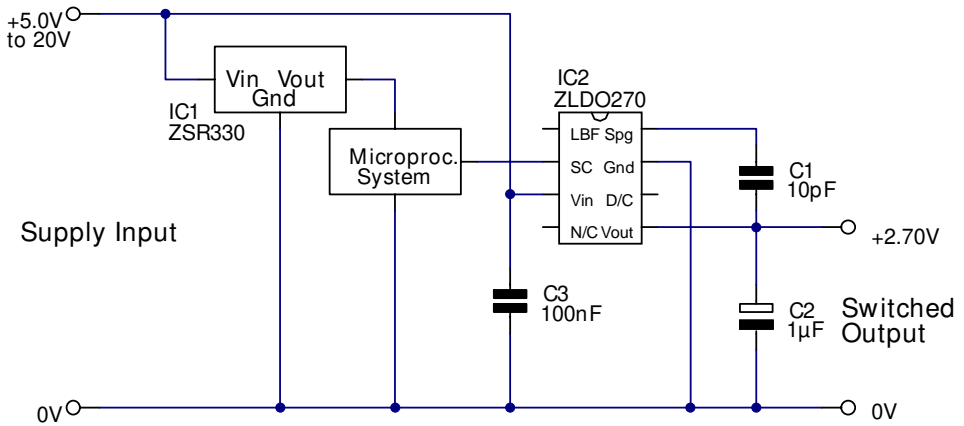 +5.0V
to 20V
Vin Vout
Gnd
IC1
ZSR330
Microproc.
System
IC2
ZLDO270
LBF Spg
SC Gnd
Vin D/C
N/C Vout
C1
10pF
Supply Input
+2.70V
C3
100nF
C2
1µF
Switched
Output
0V
0V